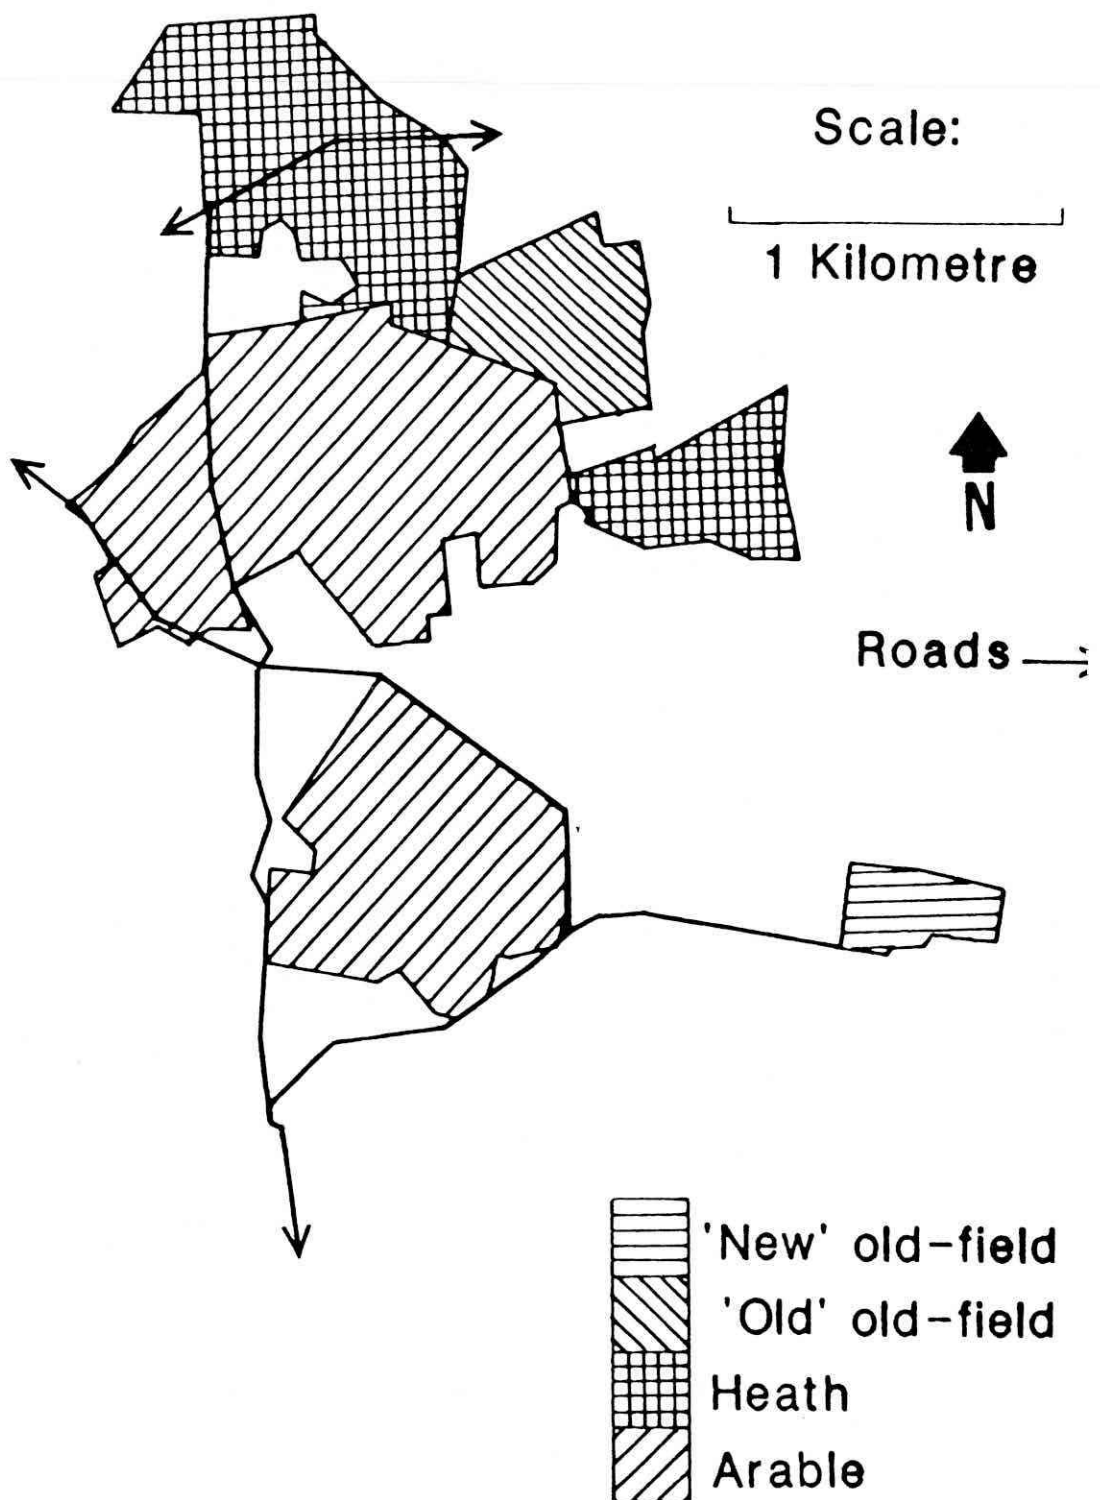 Scale:
1 Kilometre
N
Roads
'New' old-field
'Old' old-field
Heath
Arable